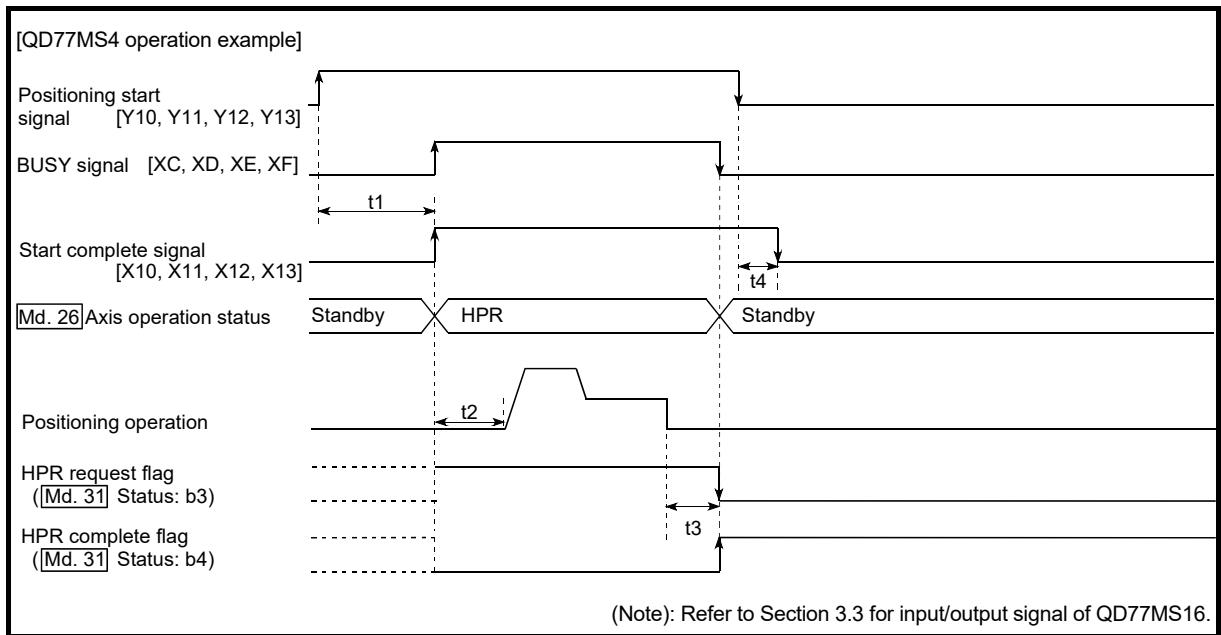 [QD77MS4 operation example]
Positioning start
signal [Y10, Y11, Y12, Y13]
BUSY signal [XC, XD, XE, XF]
t1
Start complete signal
[X10, X11, X12, X13]
t4
Md. 26 Axis operation status
Standby
HPR
Standby
t2
Positioning operation
HPR request flag
(Md. 31 Status: b3)
t3
HPR complete flag
(Md. 31 Status: b4)
(Note): Refer to Section 3.3 for input/output signal of QD77MS16.